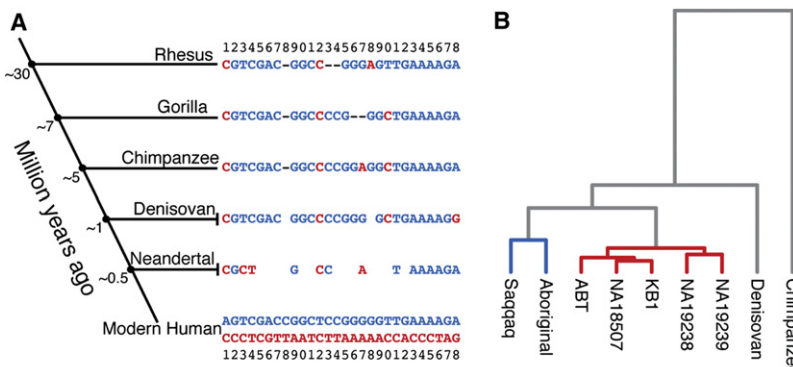 A
1234567890123456789012345678
Rhesus CGTCGAC-GGCC--GGGAGTTGAAAAGA
~30
Gorilla CGTCGAC-GGCCCCG--GGCTGAAAAGA
~7
Chimpanzee CGTCGAC-GGCCCCGGAGGCTGAAAAGA
~5
Denisovan CGTCGAC GGCCCCGGG GCTGAAAAGG
~1
Neandertal CGCT G CC A T AAAAGA
~0.5
Million years ago
Modern Human AGTCGACCGGCTCCGGGGGTTGAAAAGA
CCCTCGTTAATCTTAAAAACCACCCTAG
1234567890123456789012345678
B
Saqqaq
Aboriginal
ABT
NA18507
KB1
NA19238
NA19239
Denisovan